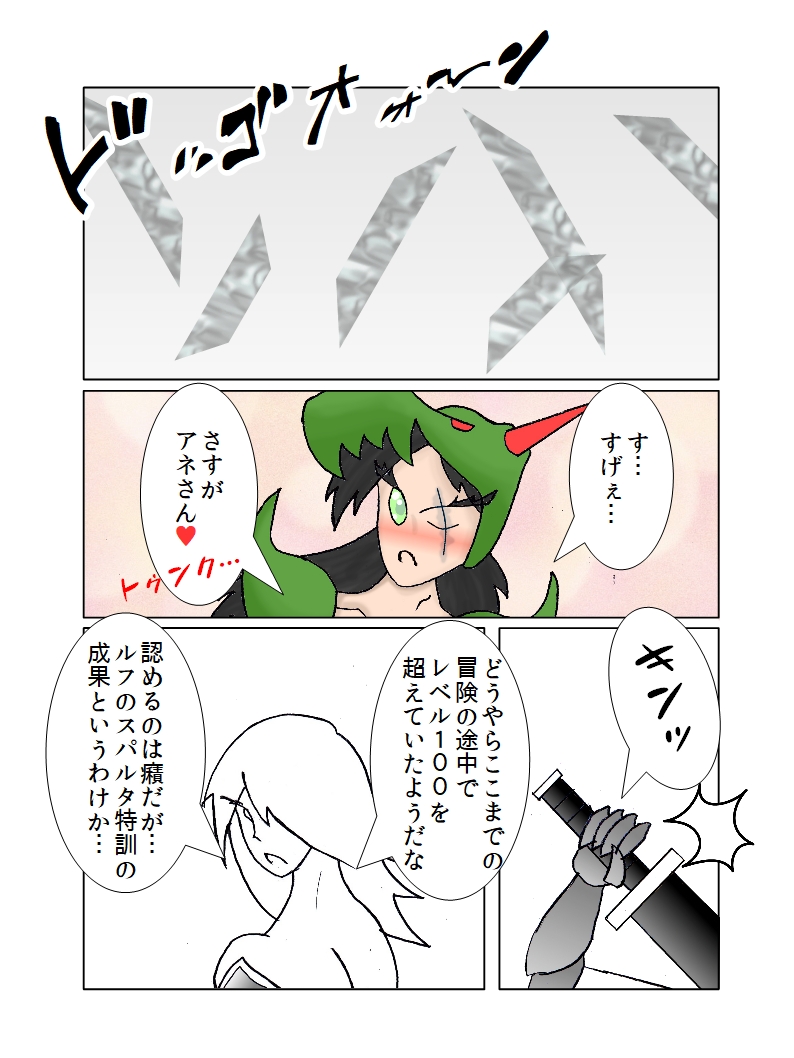 ドッゴオオーーン
す…
すげぇ…
さすが
アネさん♥
トゥンク…
キンッ
どうやらここまでの
冒険の途中で
レベル100を
超えていたようだな
認めるのは癪だが…
ルフのスパルタ特訓の
成果というわけか…